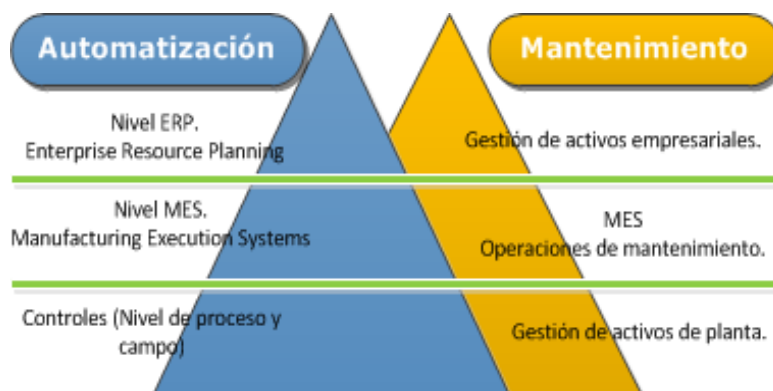 Automatización
Mantenimiento
Nivel ERP.
Enterprise Resource Planning
Gestión de activos empresariales.
Nivel MES.
Manufacturing Execution Systems
MES
Operaciones de mantenimiento.
Controles (Nivel de proceso y
campo)
Gestión de activos de planta.